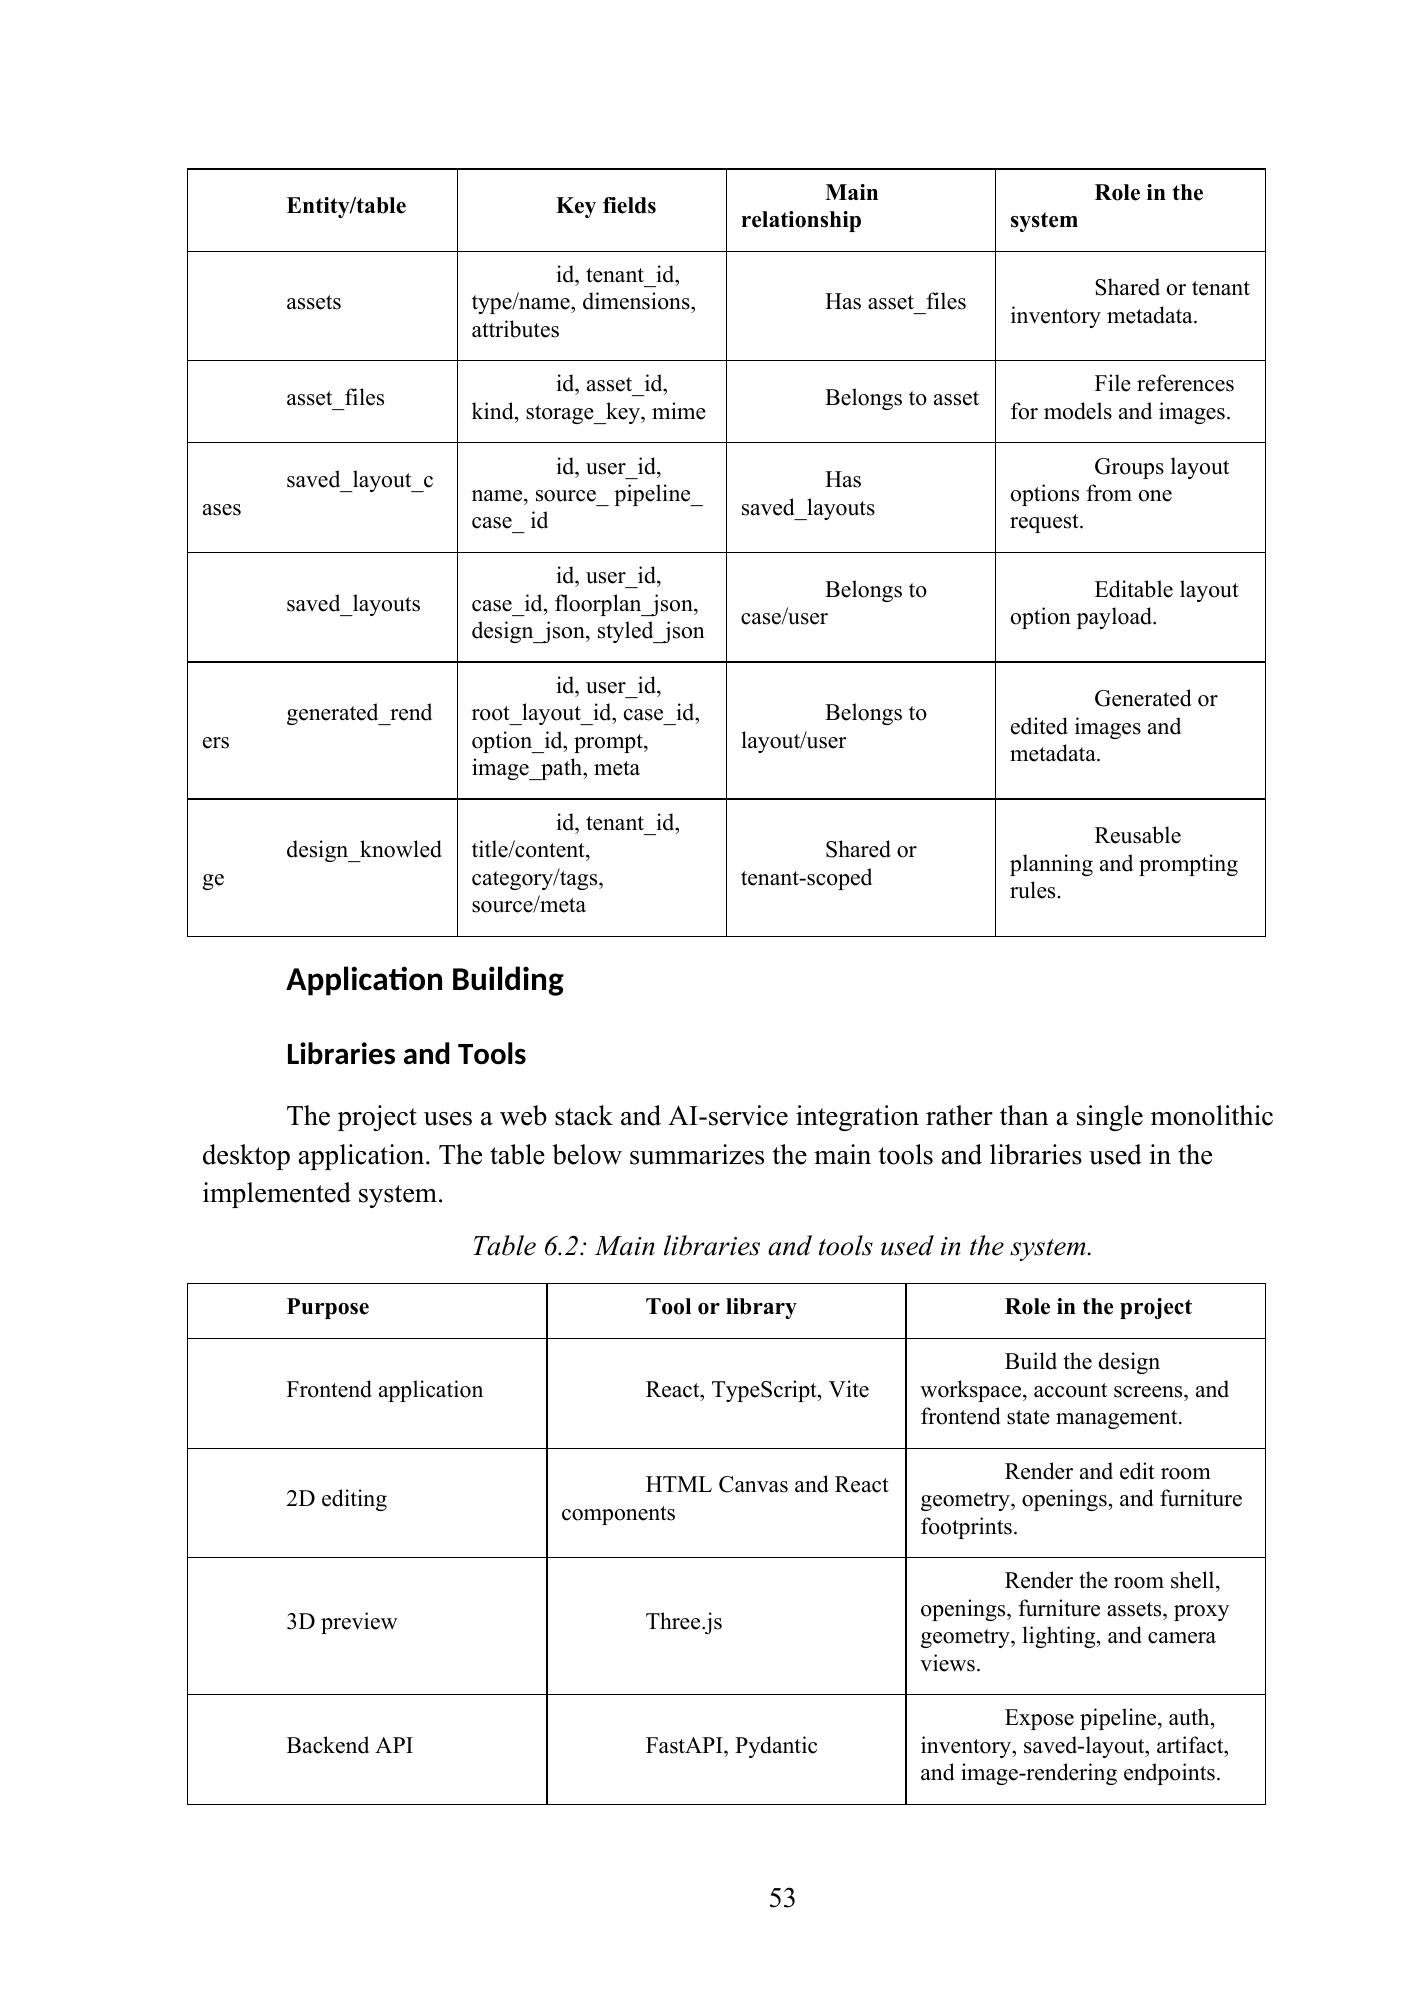 Entity/table
Key fields
Main
relationship
Role in the
system
assets
id, tenant_id,
type/name, dimensions,
attributes
Has asset_files
Shared or tenant
inventory metadata.
asset_files
id, asset_id,
kind, storage_key, mime
Belongs to asset
File references
for models and images.
saved_layout_c
ases
id, user_id,
name, source_ pipeline_
case_ id
Has
saved_layouts
Groups layout
options from one
request.
saved_layouts
id, user_id,
case_id, floorplan_json,
design_json, styled_json
Belongs to
case/user
Editable layout
option payload.
generated_rend
ers
id, user_id,
root_layout_id, case_id,
option_id, prompt,
image_path, meta
Belongs to
layout/user
Generated or
edited images and
metadata.
design_knowled
ge
id, tenant_id,
title/content,
category/tags,
source/meta
Shared or
tenant-scoped
Reusable
planning and prompting
rules.
Application Building
Libraries and Tools
The project uses a web stack and AI-service integration rather than a single monolithic
desktop application. The table below summarizes the main tools and libraries used in the
implemented system.
Table 6.2: Main libraries and tools used in the system.
Purpose
Tool or library
Role in the project
Frontend application
React, TypeScript, Vite
Build the design
workspace, account screens, and
frontend state management.
2D editing
HTML Canvas and React
components
Render and edit room
geometry, openings, and furniture
footprints.
3D preview
Three.js
Render the room shell,
openings, furniture assets, proxy
geometry, lighting, and camera
views.
Backend API
FastAPI, Pydantic
Expose pipeline, auth,
inventory, saved-layout, artifact,
and image-rendering endpoints.
53